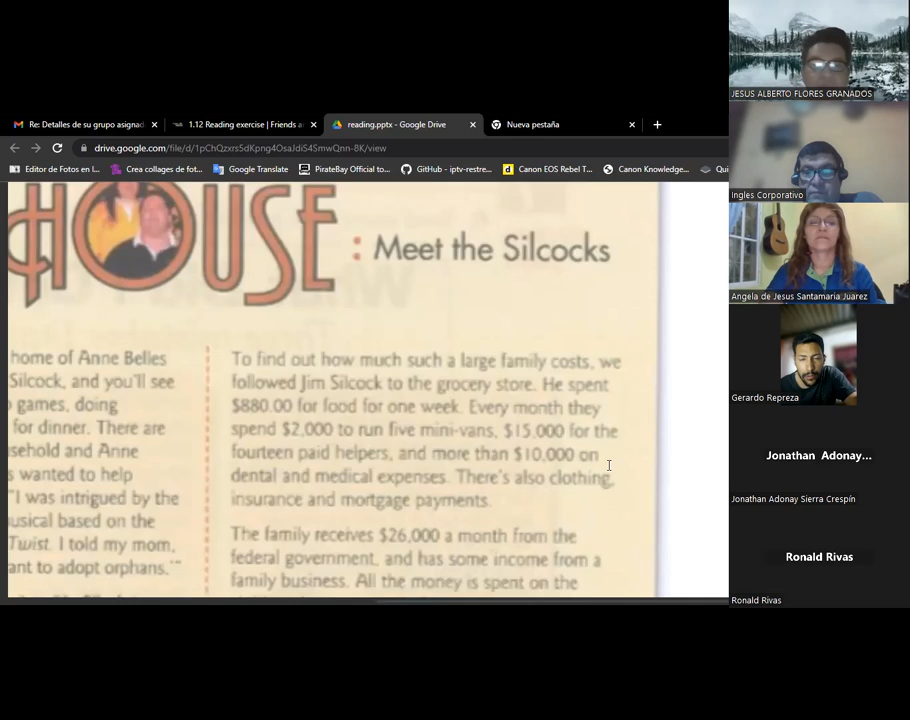 Re: Detalles de su grupo asignad
1.12 Reading exercise | Friends a
reading.pptx - Google Drive
Nueva pestaña
drive.google.com/file/d/1pChQzxrs5dKpng4OsaJdiS4SmwQnn-8K/view
Editor de Fotos en l...
Crea collages de fot...
Google Translate
PirateBay Official to...
GitHub - iptv-restre...
Canon EOS Rebel T...
Canon Knowledge...
Qui
HOUSE : Meet the Silcocks
home of Anne Belles
Silcock, and you'll see
games, doing
for dinner. There are
sehold and Anne
s wanted to help
"I was intrigued by the
usical based on the
Twist. I told my mom,
ant to adopt orphans.'"
To find out how much such a large family costs, we
followed Jim Silcock to the grocery store. He spent
$880.00 for food for one week. Every month they
spend $2,000 to run five mini-vans, $15,000 for the
fourteen paid helpers, and more than $10,000 on
dental and medical expenses. There's also clothing,
insurance and mortgage payments.
The family receives $26,000 a month from the
federal government, and has some income from a
family business. All the money is spent on the
JESUS ALBERTO FLORES GRANADOS
Ingles Corporativo
Angela de Jesus Santamaria Juarez
Gerardo Repreza
Jonathan Adonay...
Jonathan Adonay Sierra Crespín
Ronald Rivas
Ronald Rivas